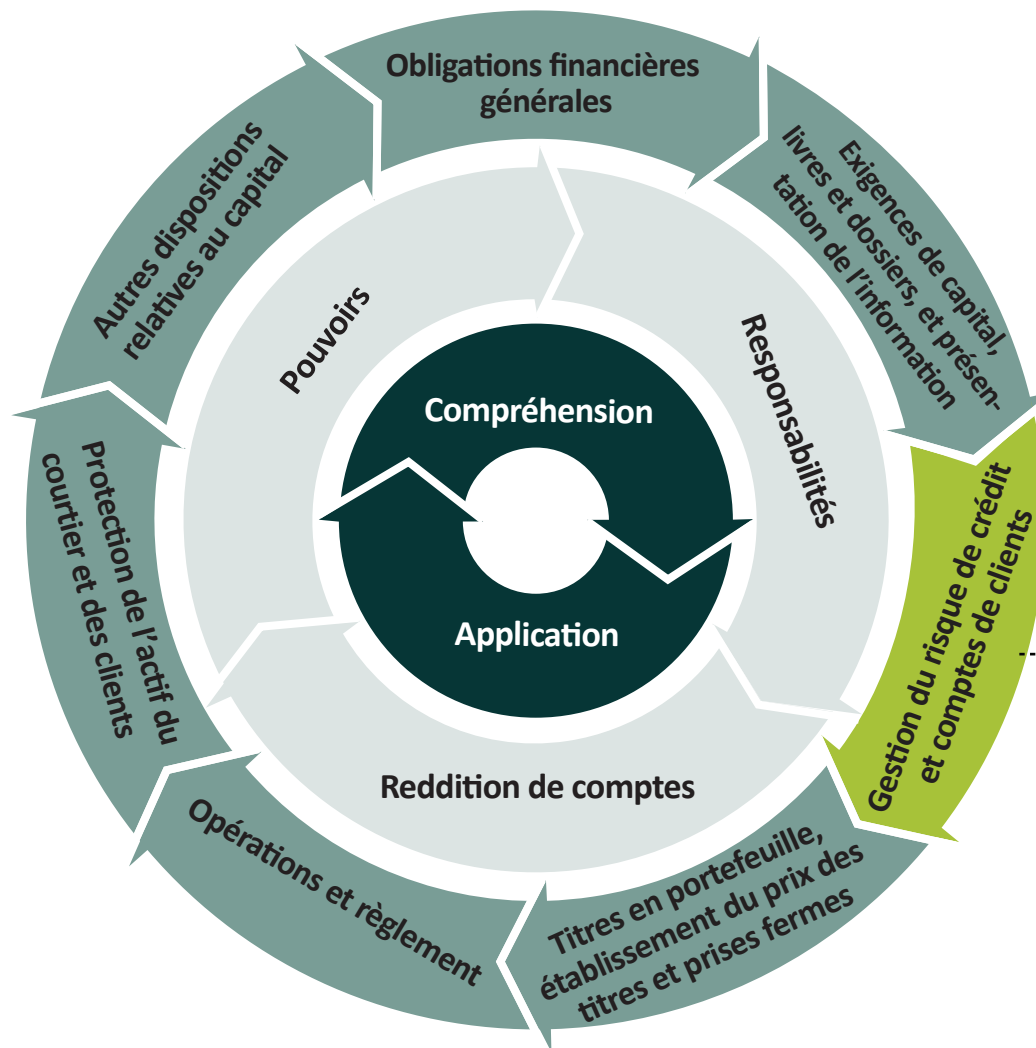 Obligations financières
générales
Exigences de capital,
livres et dossiers, et présen-
tation de l'information
Gestion du risque de crédit
et comptes de clients
Titres en portefeuille,
établissement du prix des
titres et prises fermes
Opérations et règlement
Protection de l'actif du
courtier et des clients
Autres dispositions
relatives au capital
Pouvoirs
Responsabilités
Reddition de comptes
Compréhension
Application